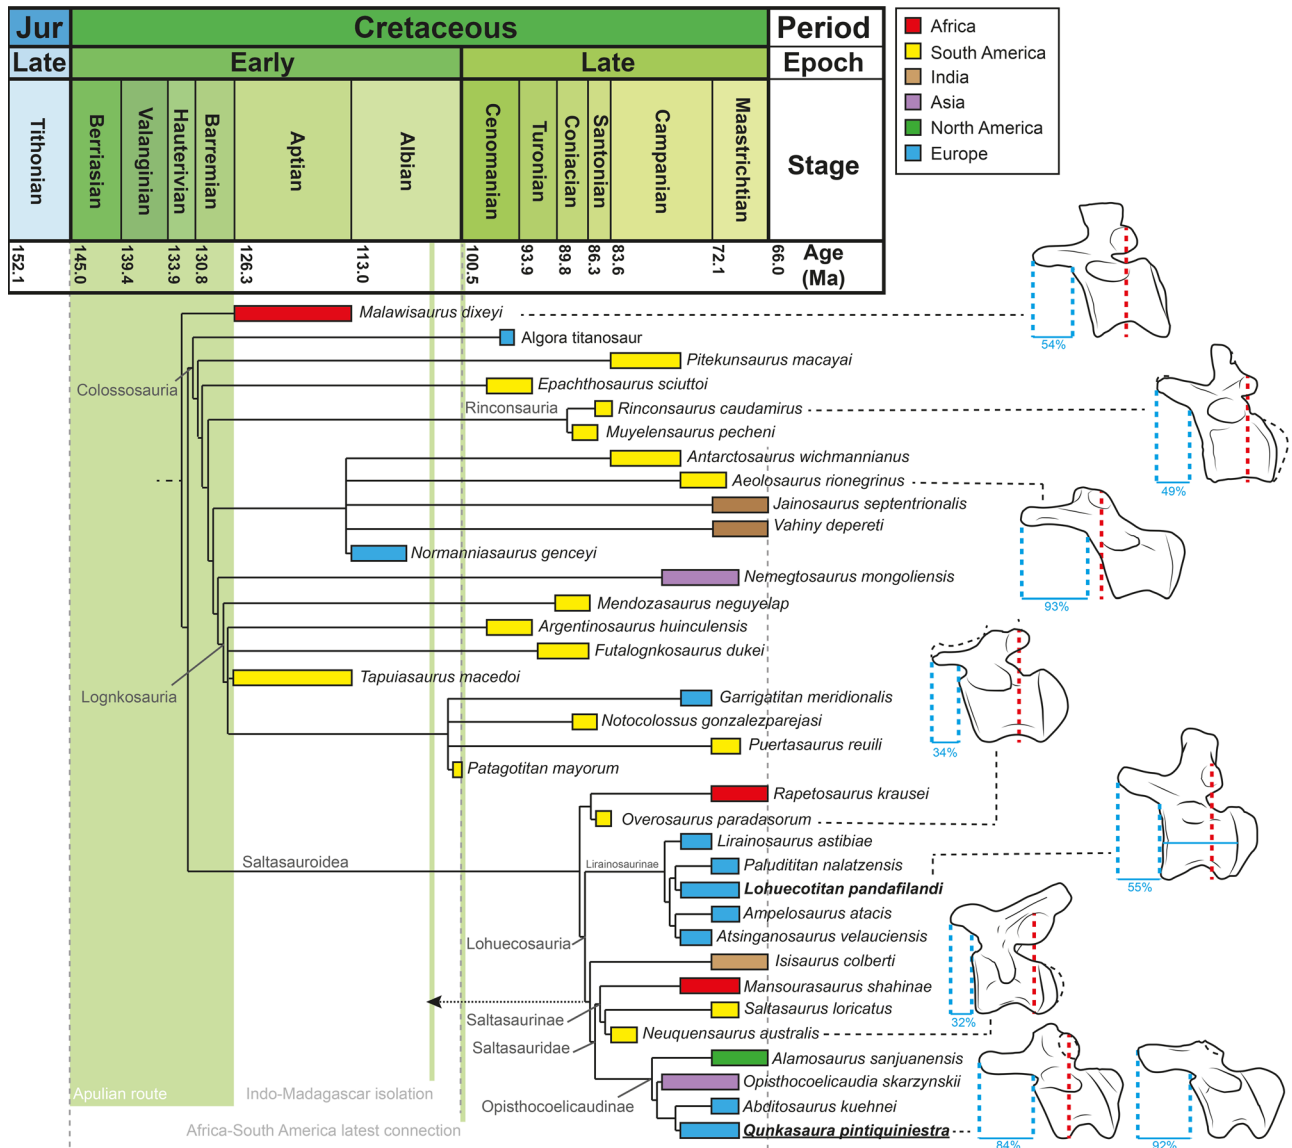 Jur
Cretaceous
Period
Late
Early
Late
Epoch
Tithonian
Berriasian
Valanginian
Hauterivian
Barremian
Aptian
Albian
Cenomanian
Turonian
Coniacian
Santonian
Campanian
Maastrichtian
Stage
152.1
145.0
139.4
133.9
130.8
126.3
113.0
100.5
93.9
89.8
86.3
83.6
72.1
66.0
Age
(Ma)
Africa
South America
India
Asia
North America
Europe
Malawisaurus dixeyi
54%
Algora titanosaur
Pitekunsaurus macayai
Colossauria
Epachthosaurus sciuttoi
Rinconsauria
Rinconsaurus caudamirus
Muyelensaurus pecheni
49%
Antarctosaurus wichmannianus
Aeolosaurus rionegrinus
Jainosaurus septentrionalis
Vahiny depereti
Normanniasaurus genceyi
93%
Nemegtosaurus mongoliensis
Mendozasaurus neguyelap
Argentinosaurus huinculensis
Futalognkosaurus dukei
Tapuiasaurus macedoi
Lognkosauria
Garrigatitan meridionalis
Notocolossus gonzalezparejasi
Puertasaurus reuili
34%
Patagotitan mayorum
Rapetosaurus krausei
Overosaurus paradasorum
Lirainosaurus astibiae
Saltasauroidea
Lirainosaurinae
Paludititan nalatzensis
Lohuecotitan pandafilandi
55%
Ampelosaurus atacis
Atsinganosaurus velauciensis
Lohuecosauria
Isisaurus colberti
Mansourasaurus shahinae
Saltasaurus loricatus
Saltasaurinae
32%
Neuquensaurus australis
Saltasauridae
Alamosaurus sanjuanensis
Opisthocoelicaudia skarzynskii
Apulian route
Indo-Madagascar isolation
Opisthocoelicaudinae
Abditosaurus kuehnei
Africa-South America latest connection
Qunkasaura pintiquiniestra
84%
92%